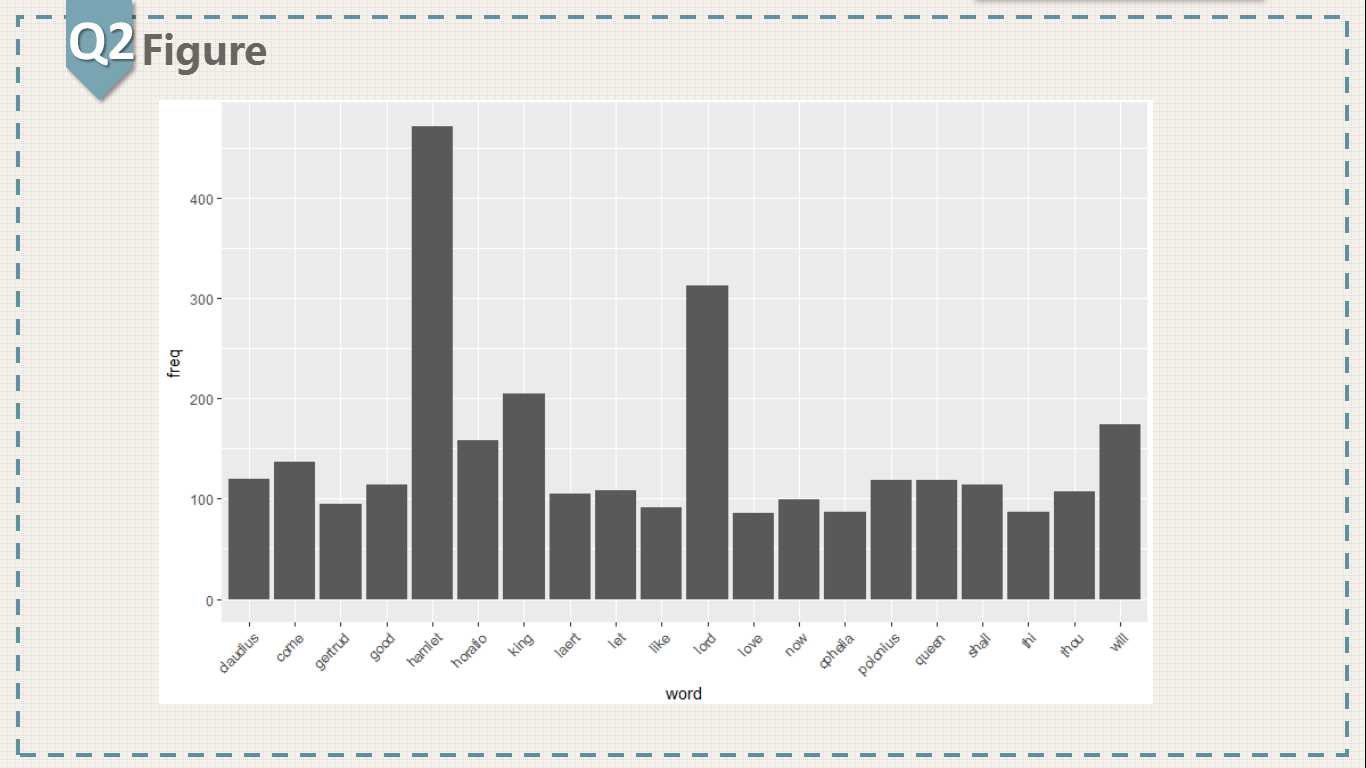 Q2 Figure
400
300
200
100
0
freq
claudius come gertrud good hamlet horatio king laert let like lord love now ophelia polonius queen shall thi thou will
word